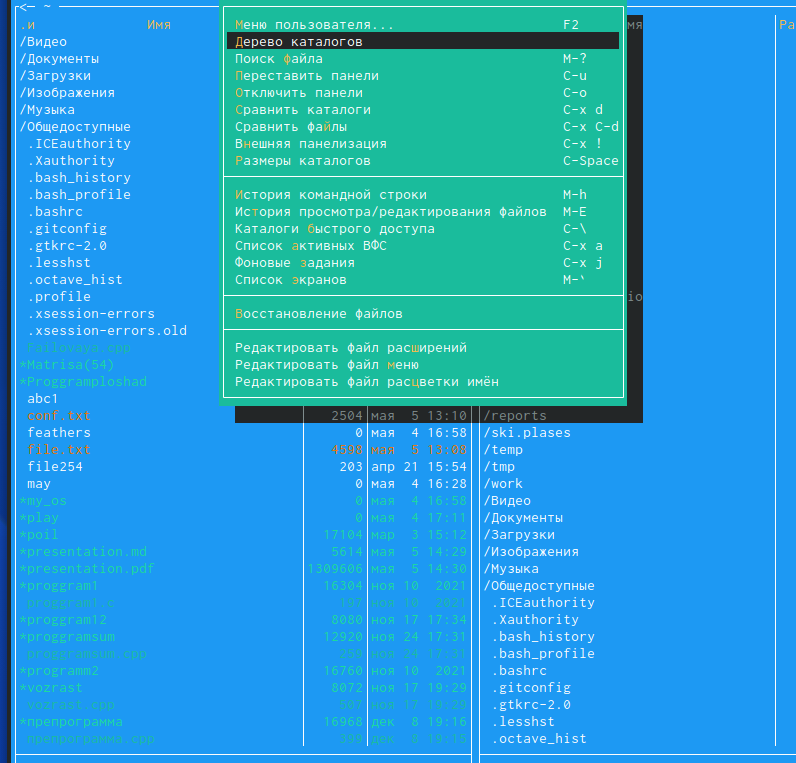 <─ ~
.и Имя Меню пользователя... F2 мя Ра
/Видео Дерево каталогов
/Документы Поиск файла M-?
/Загрузки Переставить панели C-u
/Изображения Отключить панели C-o
/Музыка Сравнить каталоги C-x d
/Общедоступные Сравнить файлы C-x C-d
.ICEauthority Внешняя панелизация C-x !
.Xauthority Размеры каталогов C-Space
.bash_history
.bash_profile История командной строки M-h
.bashrc История просмотра/редактирования файлов M-E
.gitconfig Каталоги быстрого доступа C-\
.gtkrc-2.0 Список активных ВФС C-x a
.lesshst Фоновые задания C-x j
.octave_hist Список экранов M-`
.profile io
.xsession-errors Восстановление файлов
.xsession-errors.old
Failovaya.cpp Редактировать файл расширений
*Matrisa(54) Редактировать файл меню
*Proggramploshad Редактировать файл расцветки имён
abc1
conf.txt 2504 мая 5 13:10 /reports
feathers 0 мая 4 16:58 /ski.plases
file.txt 4598 мая 5 13:08 /temp
file254 203 апр 21 15:54 /tmp
may 0 мая 4 16:28 /work
*my_os 0 мая 4 16:58 /Видео
*play 0 мая 4 17:11 /Документы
*poil 17104 мар 3 15:12 /Загрузки
*presentation.md 5614 мая 5 14:29 /Изображения
*presentation.pdf 1309606 мая 5 14:30 /Музыка
*proggram1 16304 ноя 10 2021 /Общедоступные
proggram1.c 197 ноя 10 2021 .ICEauthority
*proggram12 8080 ноя 17 17:34 .Xauthority
*proggramsum 12920 ноя 24 17:31 .bash_history
proggramsum.cpp ноя 24 17:31 .bash_profile
*programm2 16760 ноя 10 2021 .bashrc
*vozrast 8072 ноя 17 19:29 .gitconfig
vozrast.cpp 507 ноя 17 19:29 .gtkrc-2.0
*препрограмма 16968 дек 8 19:16 .lesshst
препрограмма.cpp дек 8 19:15 .octave_hist